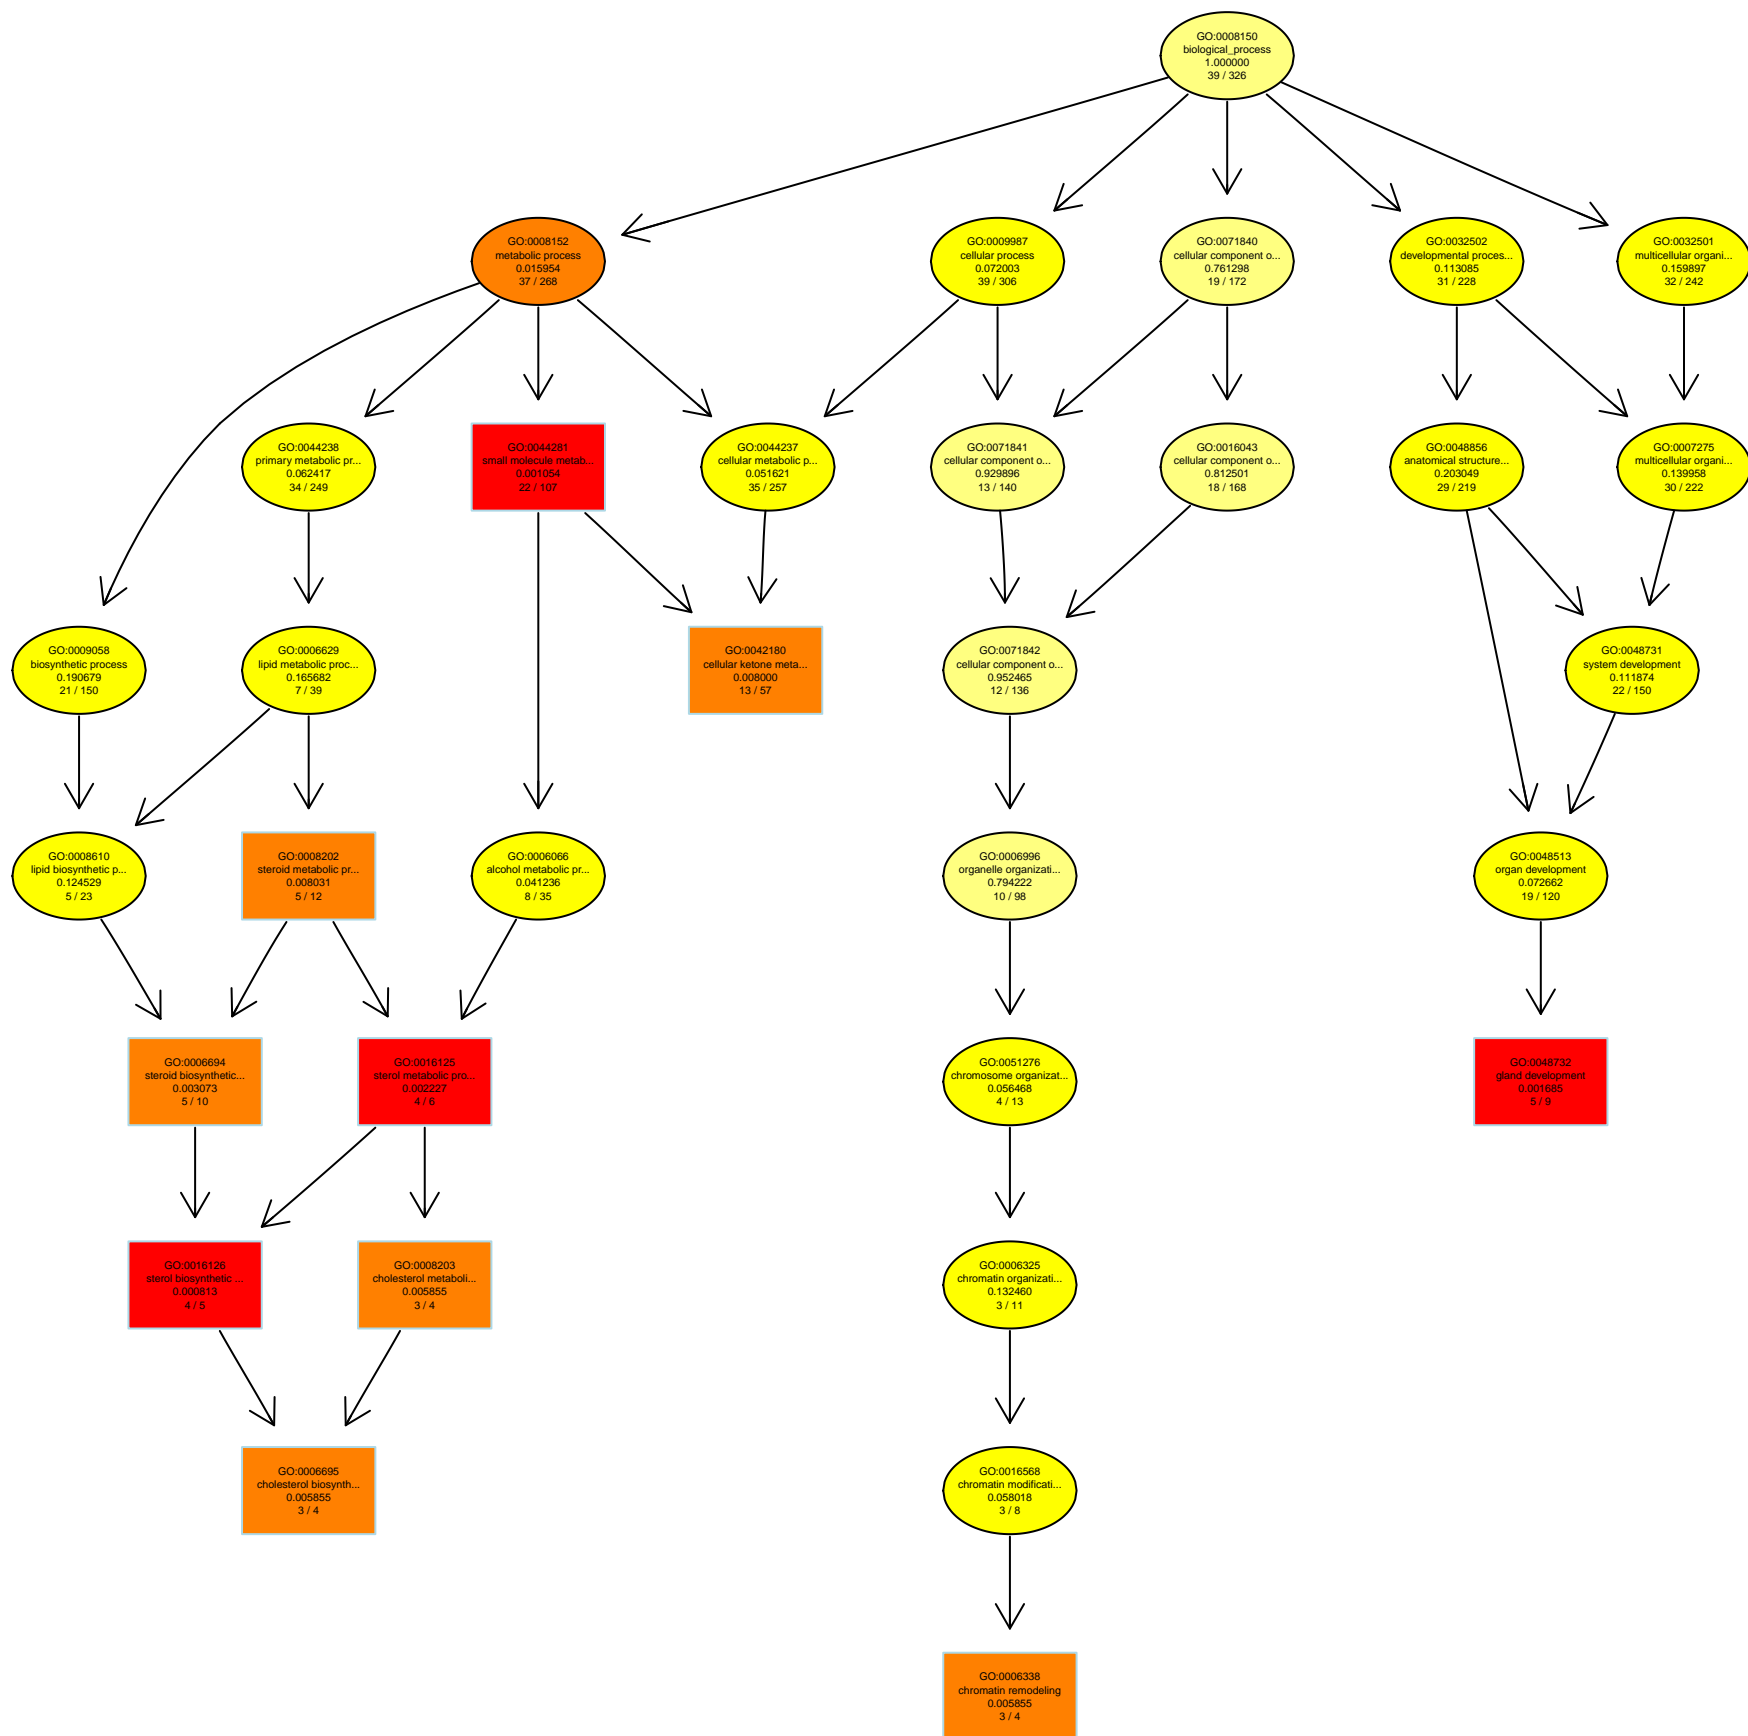 GO:0008150
biological_process
1.000000
39 / 326
GO:0008152
metabolic process
0.015954
37 / 268
GO:0009987
cellular process
0.072003
39 / 306
GO:0071840
cellular component o...
0.761298
19 / 172
GO:0032502
developmental proces...
0.113085
31 / 228
GO:0032501
multicellular organi...
0.159897
32 / 242
GO:0044238
primary metabolic pr...
0.062417
34 / 249
GO:0044281
small molecule metab...
0.001054
22 / 107
GO:0044237
cellular metabolic p...
0.051621
35 / 257
GO:0071841
cellular component o...
0.929896
13 / 140
GO:0016043
cellular component o...
0.812501
18 / 168
GO:0048856
anatomical structure...
0.203049
29 / 219
GO:0007275
multicellular organi...
0.139958
30 / 222
GO:0009058
biosynthetic process
0.190679
21 / 150
GO:0006629
lipid metabolic proc...
0.165682
7 / 39
GO:0042180
cellular ketone meta...
0.008000
13 / 57
GO:0071842
cellular component o...
0.952465
12 / 136
GO:0048731
system development
0.111874
22 / 150
GO:0008610
lipid biosynthetic p...
0.124529
5 / 23
GO:0008202
steroid metabolic pr...
0.008031
5 / 12
GO:0006066
alcohol metabolic pr...
0.041236
8 / 35
GO:0006996
organelle organizati...
0.794222
10 / 98
GO:0048513
organ development
0.072662
19 / 120
GO:0006694
steroid biosynthetic...
0.003073
5 / 10
GO:0016125
sterol metabolic pro...
0.002227
4 / 6
GO:0051276
chromosome organizat...
0.056468
4 / 13
GO:0048732
gland development
0.001685
5 / 9
GO:0016126
sterol biosynthetic ...
0.000813
4 / 5
GO:0008203
cholesterol metaboli...
0.005855
3 / 4
GO:0006325
chromatin organizati...
0.132460
3 / 11
GO:0006695
cholesterol biosynth...
0.005855
3 / 4
GO:0016568
chromatin modificati...
0.058018
3 / 8
GO:0006338
chromatin remodeling
0.005855
3 / 4